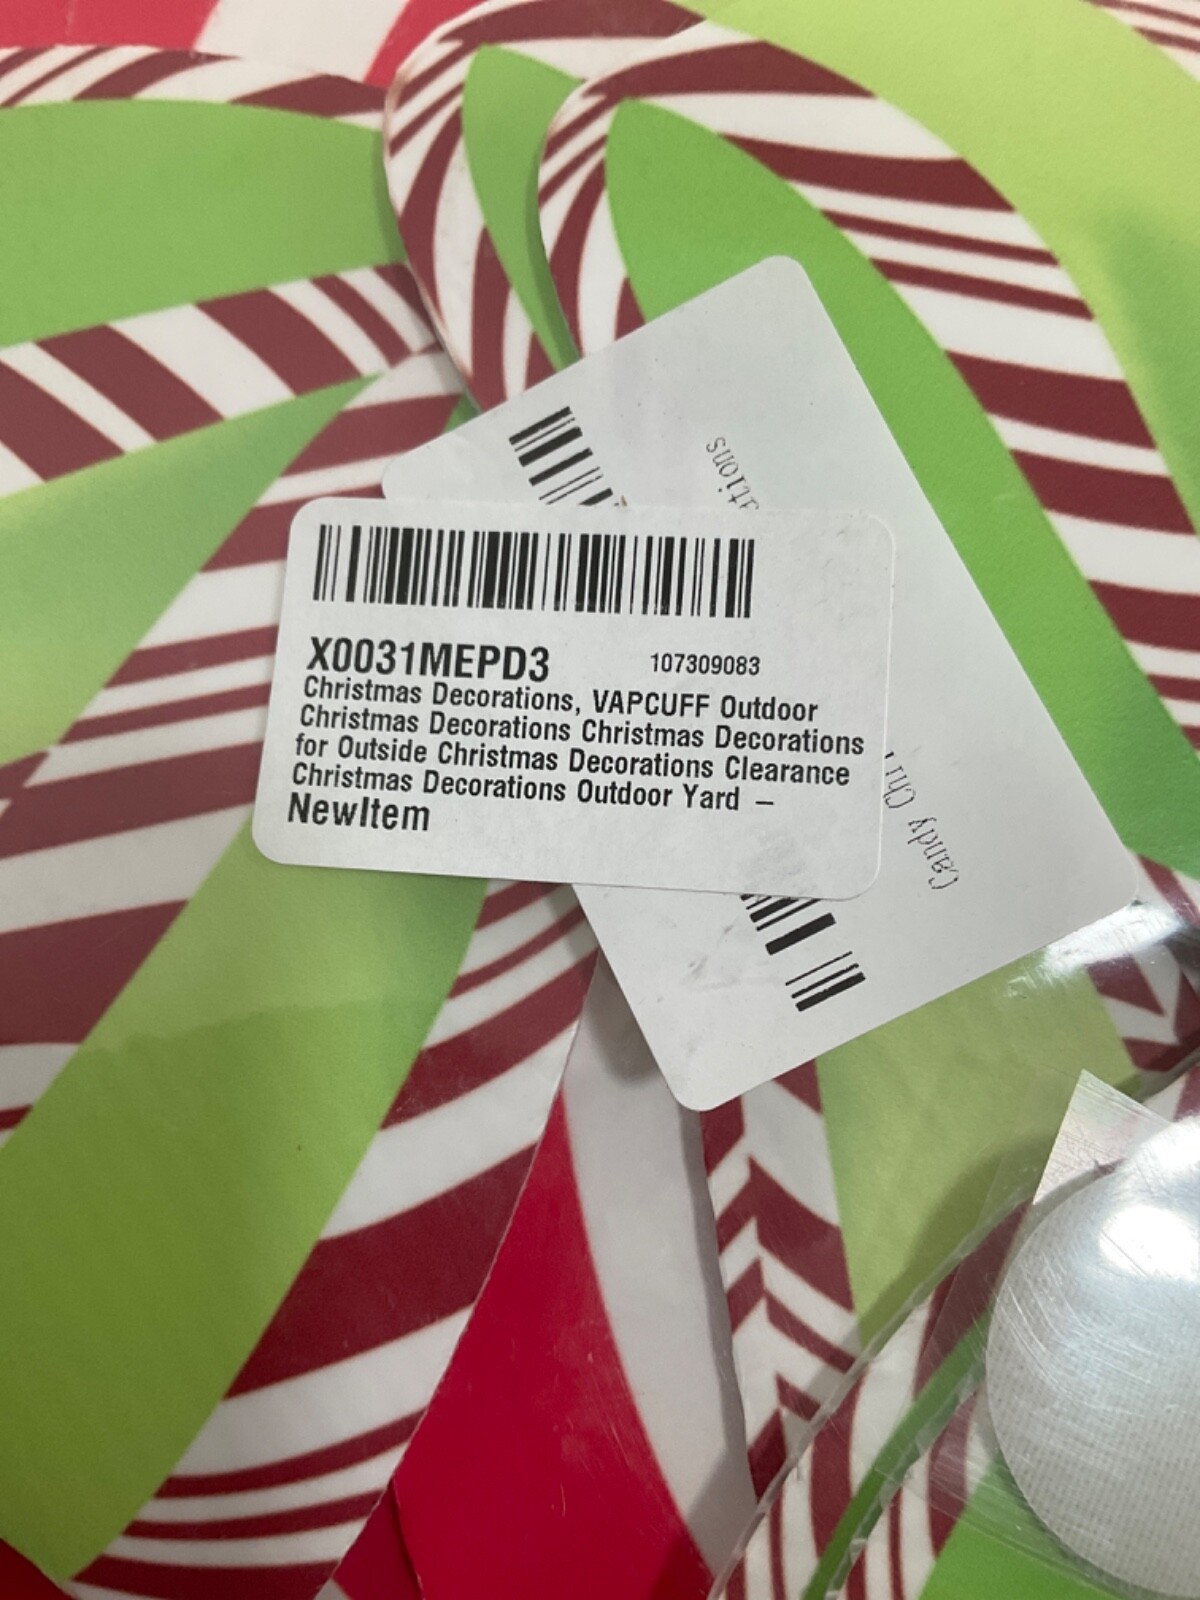 X0031MEPD3 107309083
Christmas Decorations, VAPCUFF Outdoor
Christmas Decorations Christmas Decorations
for Outside Christmas Decorations Clearance
Christmas Decorations Outdoor Yard –
NewItem
Candy